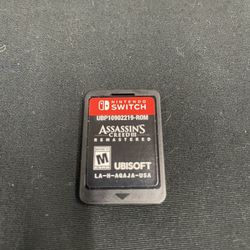 NINTENDO
SWITCH
UBP10902219-ROM
ASSASSIN'S
CREED III
REMASTERED
M
UBISOFT
LA-H-AQAJA-USA